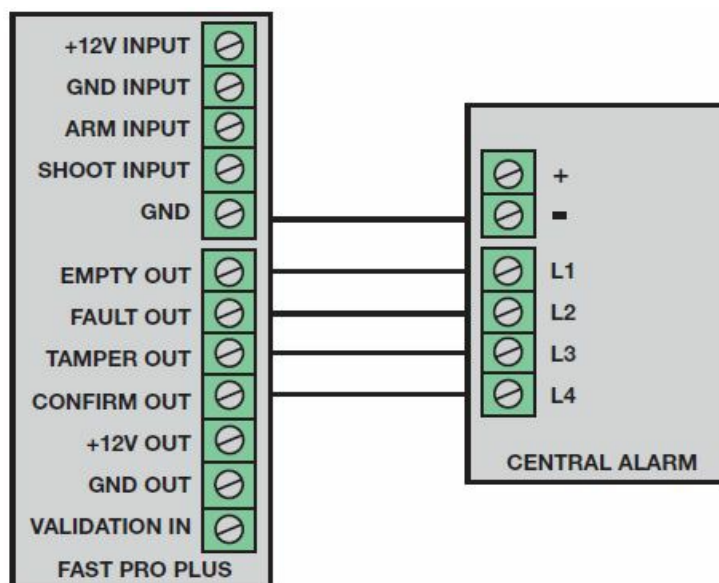 +12V INPUT
GND INPUT
ARM INPUT
SHOOT INPUT
GND
EMPTY OUT
FAULT OUT
TAMPER OUT
CONFIRM OUT
+12V OUT
GND OUT
VALIDATION IN
FAST PRO PLUS
+
-
L1
L2
L3
L4
CENTRAL ALARM